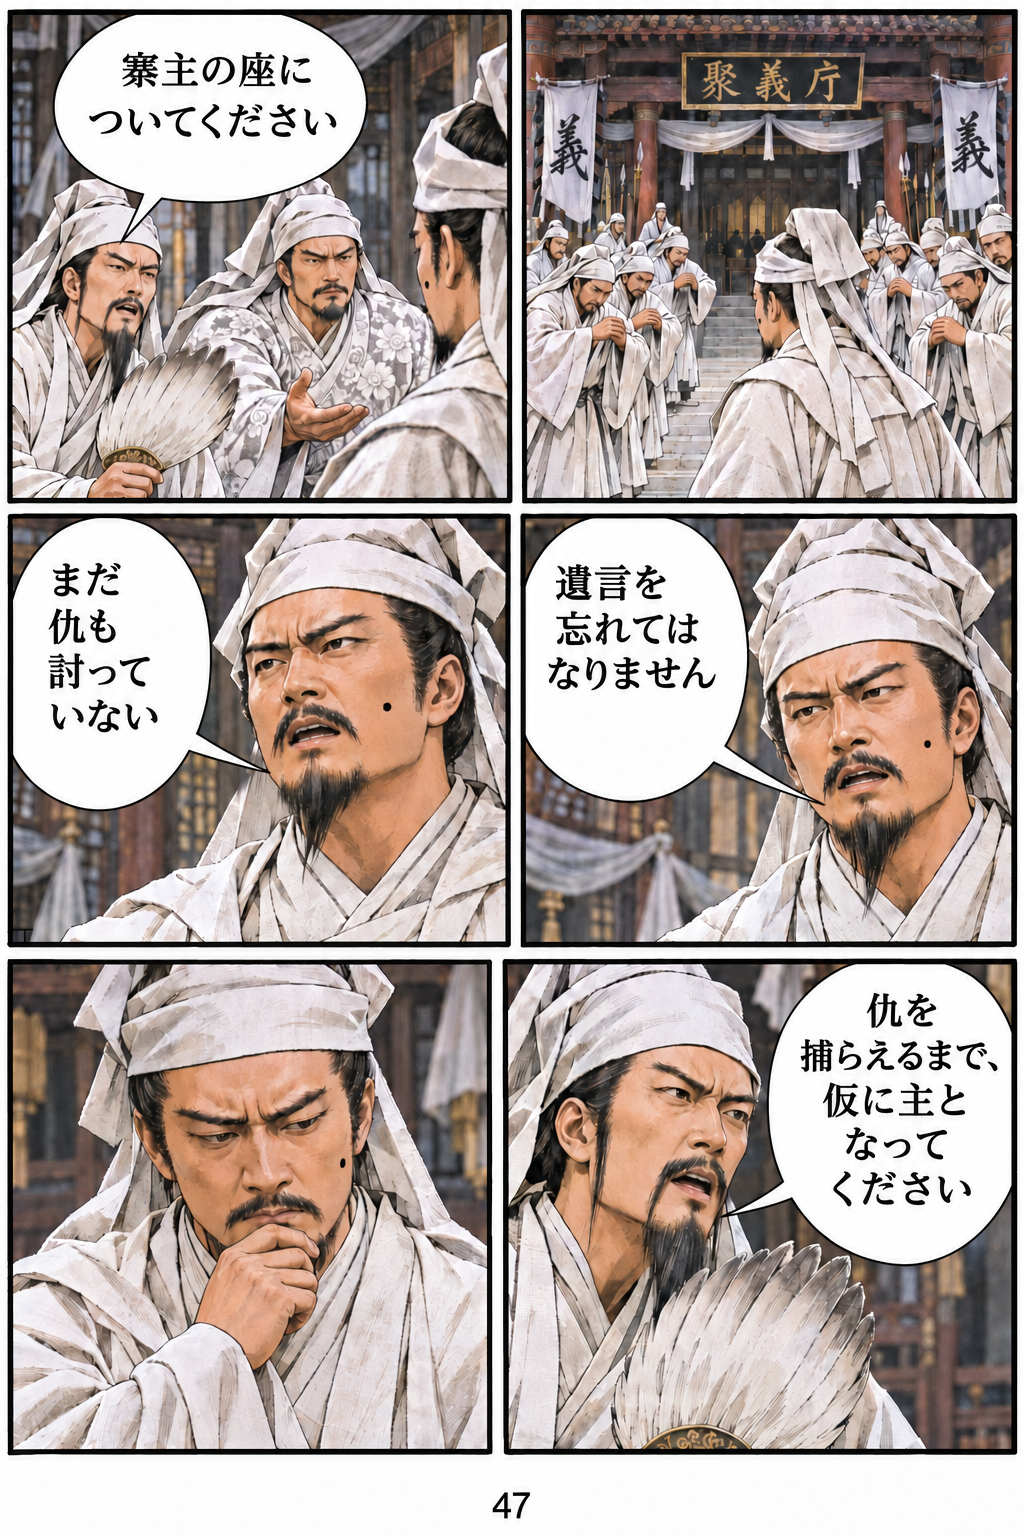 寨主の座に
ついてください
聚義庁
義
義
まだ
仇も
討って
いない
遺言を
忘れては
なりません
仇を
捕らえるまで、
仮に主と
なって
ください
47